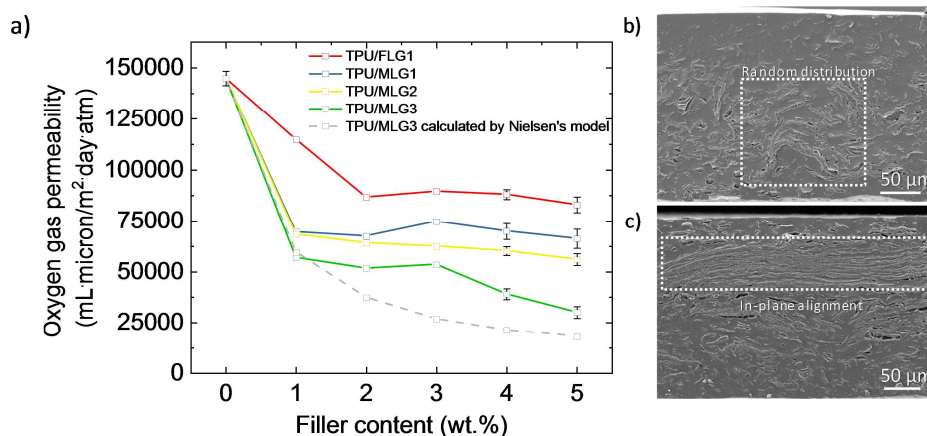 a)
Oxygen gas permeability
(mL·micron/m²·day·atm)
150000
125000
100000
75000
50000
25000
0
0 1 2 3 4 5
Filler content (wt.%)
TPU/FLG1
TPU/MLG1
TPU/MLG2
TPU/MLG3
TPU/MLG3 calculated by Nielsen's model
b)
Random distribution
50 µm
c)
In-plane alignment
50 µm